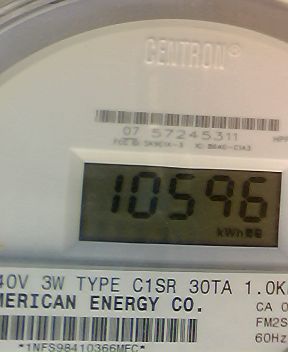 CENTRON®
07 57245311
10596
kWh
40V 3W TYPE C1SR 30TA 1.0K
MERICAN ENERGY CO.
CA 0
FM2S
60Hz
*1NFS98410366MFC*